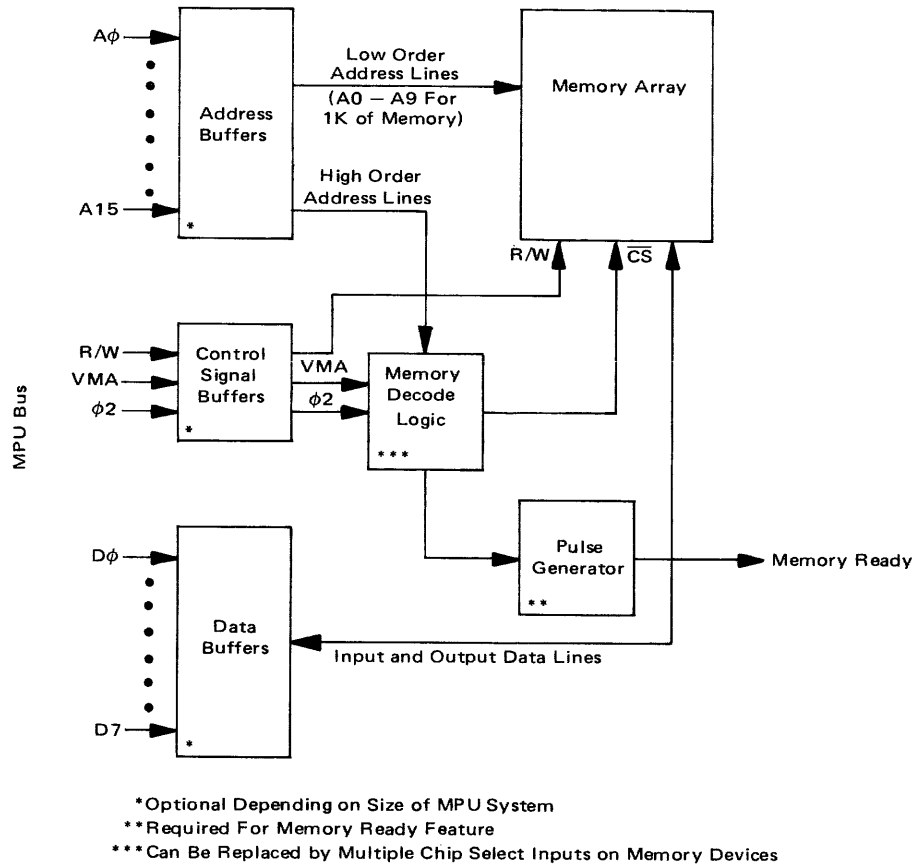 Aϕ
A15
Address
Buffers
*
Low Order
Address Lines
(A0 – A9 For
1K of Memory)
High Order
Address Lines
Memory Array
R/W
C̅S̅
MPU Bus
R/W
VMA
ϕ2
Control
Signal
Buffers
*
VMA
ϕ2
Memory
Decode
Logic
***
Pulse
Generator
**
Memory Ready
Dϕ
D7
Data
Buffers
*
Input and Output Data Lines
*Optional Depending on Size of MPU System
**Required For Memory Ready Feature
***Can Be Replaced by Multiple Chip Select Inputs on Memory Devices